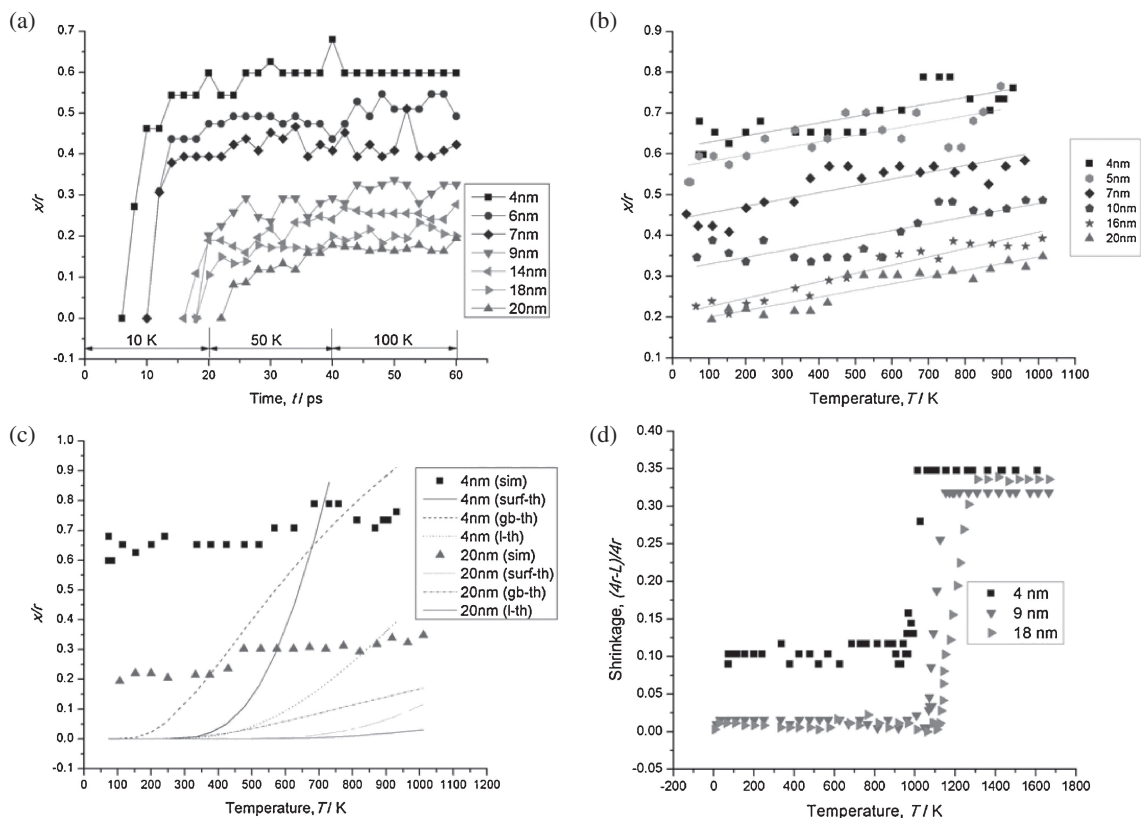 (a)
x/r
0.7
0.6
0.5
0.4
0.3
0.2
0.1
0.0
-0.1
0 10 20 30 40 50 60
Time, t / ps
10 K
50 K
100 K
4nm
6nm
7nm
9nm
14nm
18nm
20nm
(b)
x/r
0.9
0.8
0.7
0.6
0.5
0.4
0.3
0.2
0.1
0 100 200 300 400 500 600 700 800 900 1000 1100
Temperature, T / K
4nm
5nm
7nm
10nm
16nm
20nm
(c)
x/r
1.0
0.9
0.8
0.7
0.6
0.5
0.4
0.3
0.2
0.1
0.0
-0.1
0 100 200 300 400 500 600 700 800 900 1000 1100 1200
Temperature, T / K
4nm (sim)
4nm (surf-th)
4nm (gb-th)
4nm (l-th)
20nm (sim)
20nm (surf-th)
20nm (gb-th)
20nm (l-th)
(d)
Shrinkage, (4r-L)/4r
0.40
0.35
0.30
0.25
0.20
0.15
0.10
0.05
0.00
-0.05
-200 0 200 400 600 800 1000 1200 1400 1600 1800
Temperature, T / K
4 nm
9 nm
18 nm